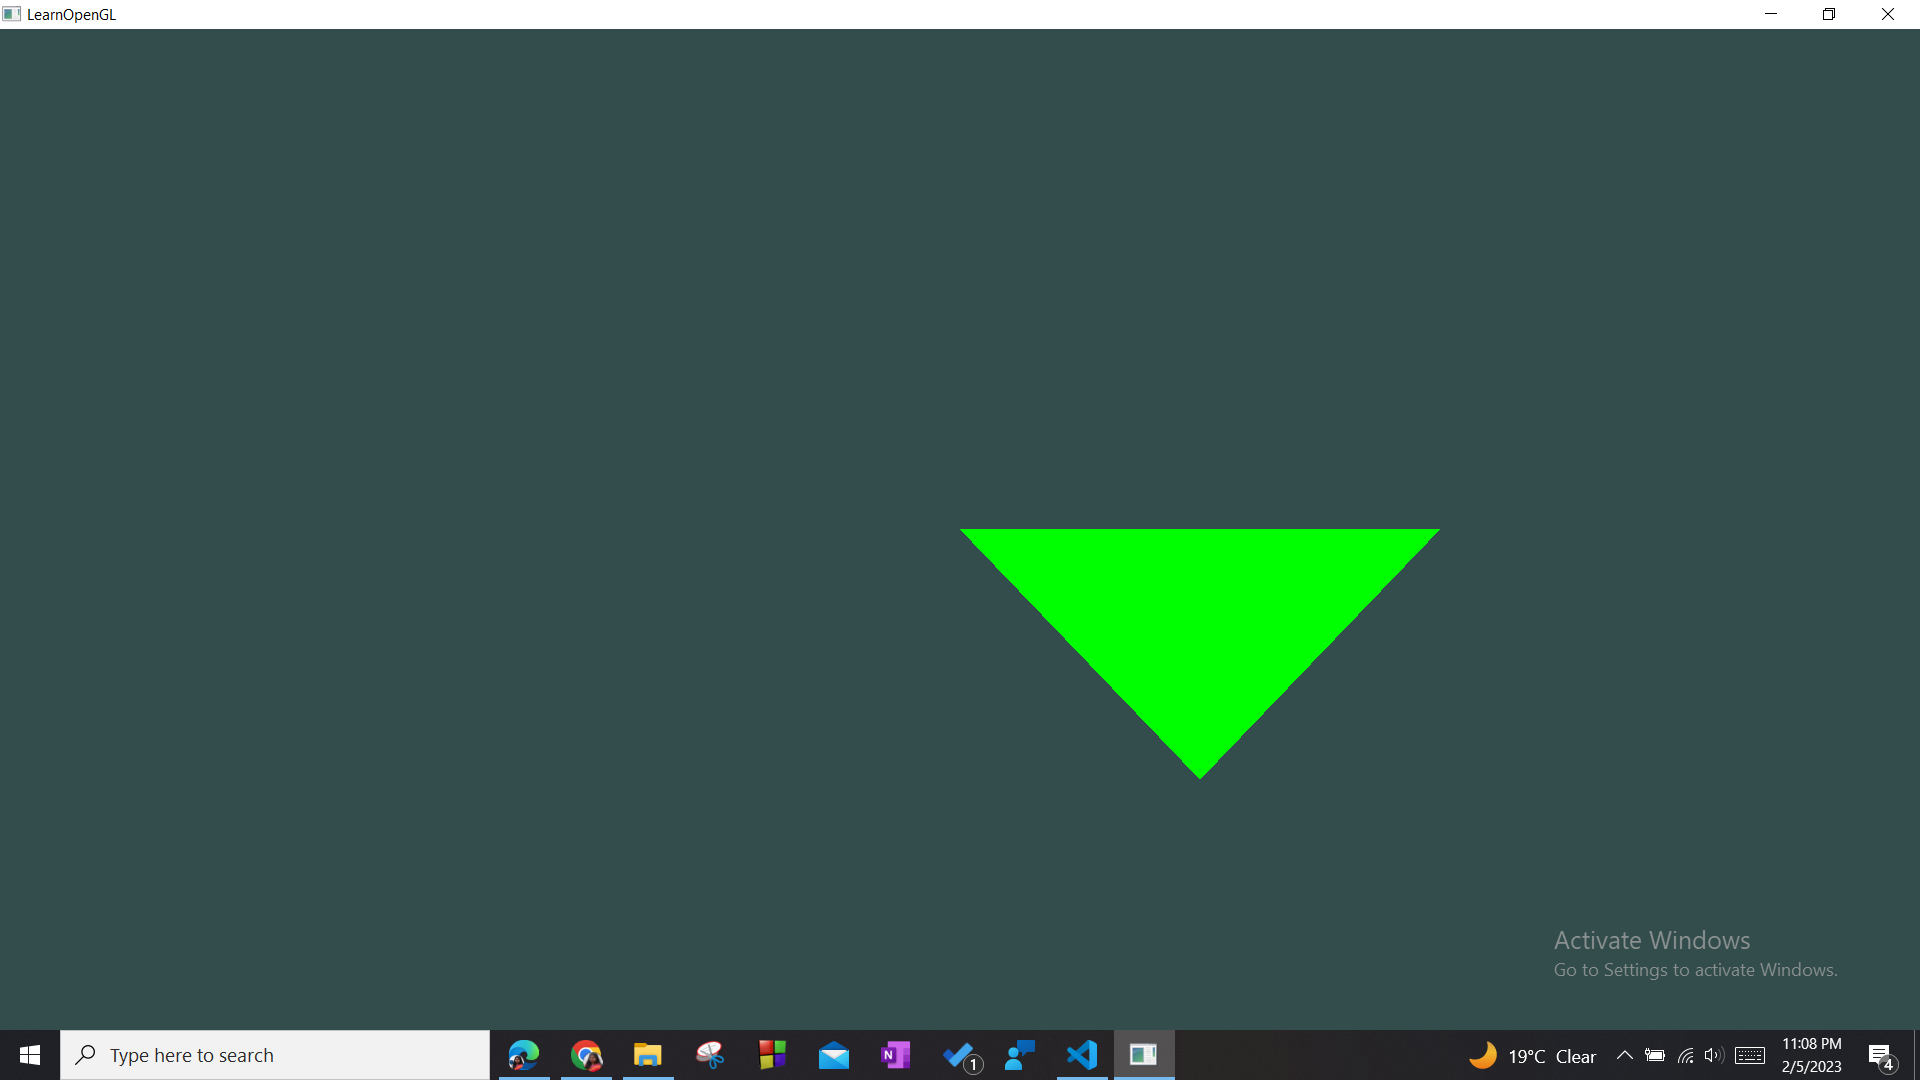 LearnOpenGL
Activate Windows
Go to Settings to activate Windows.
Type here to search
N
1
19°C Clear
11:08 PM
2/5/2023
4